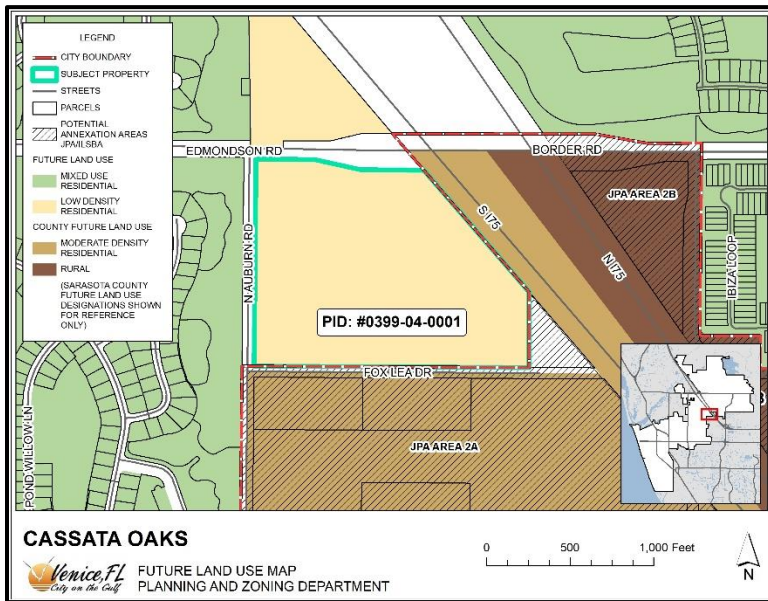 LEGEND
CITY BOUNDARY
SUBJECT PROPERTY
STREETS
PARCELS
POTENTIAL
ANNEXATION AREAS
JPA/ILSBA
FUTURE LAND USE
MIXED USE
RESIDENTIAL
LOW DENSITY
RESIDENTIAL
COUNTY FUTURE LAND USE
MODERATE DENSITY
RESIDENTIAL
RURAL
(SARASOTA COUNTY
FUTURE LAND USE
DESIGNATIONS SHOWN
FOR REFERENCE
ONLY)
EDMONDSON RD
BORDER RD
JPA AREA 2B
S I75
N I75
IBIZA LOOP
N AUBURN RD
PID: #0399-04-0001
FOX LEA DR
JPA AREA 2A
POND WILLOW LN
CASSATA OAKS
Venice, FL
City on the Gulf
FUTURE LAND USE MAP
PLANNING AND ZONING DEPARTMENT
0 500 1,000 Feet
N